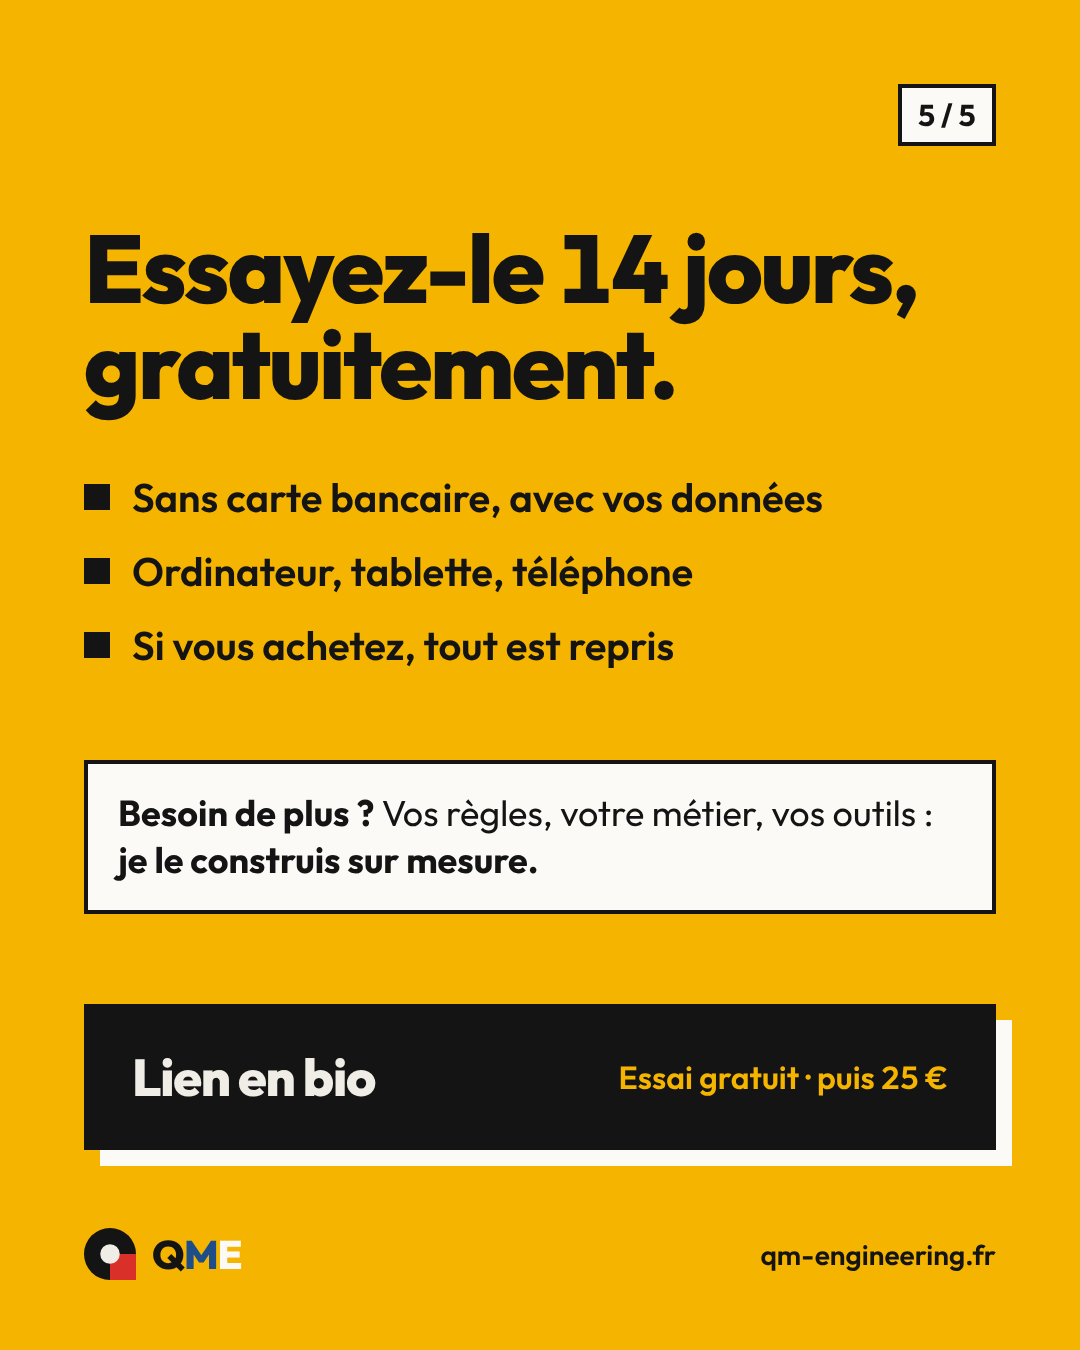 5 / 5
Essayez-le 14 jours,
gratuitement.
Sans carte bancaire, avec vos données
Ordinateur, tablette, téléphone
Si vous achetez, tout est repris
Besoin de plus ? Vos règles, votre métier, vos outils :
je le construis sur mesure.
Lien en bio
Essai gratuit · puis 25 €
QME
qm-engineering.fr